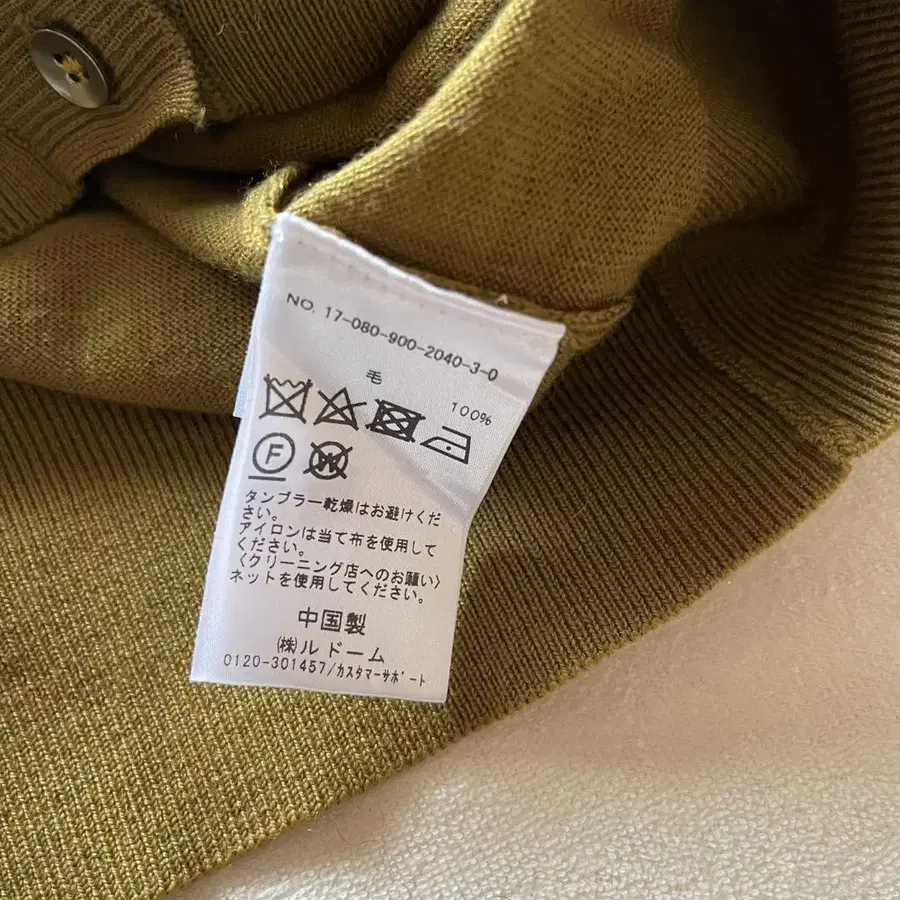 NO. 17-080-900-2040-3-0
毛
100%
F
W
タンブラー乾燥はお避けくだ
さい。
アイロンは当て布を使用して
ください。
〈クリーニング店へのお願い〉
ネットを使用してください。
中国製
㈱ルドーム
0120-301457/カスタマーサポート